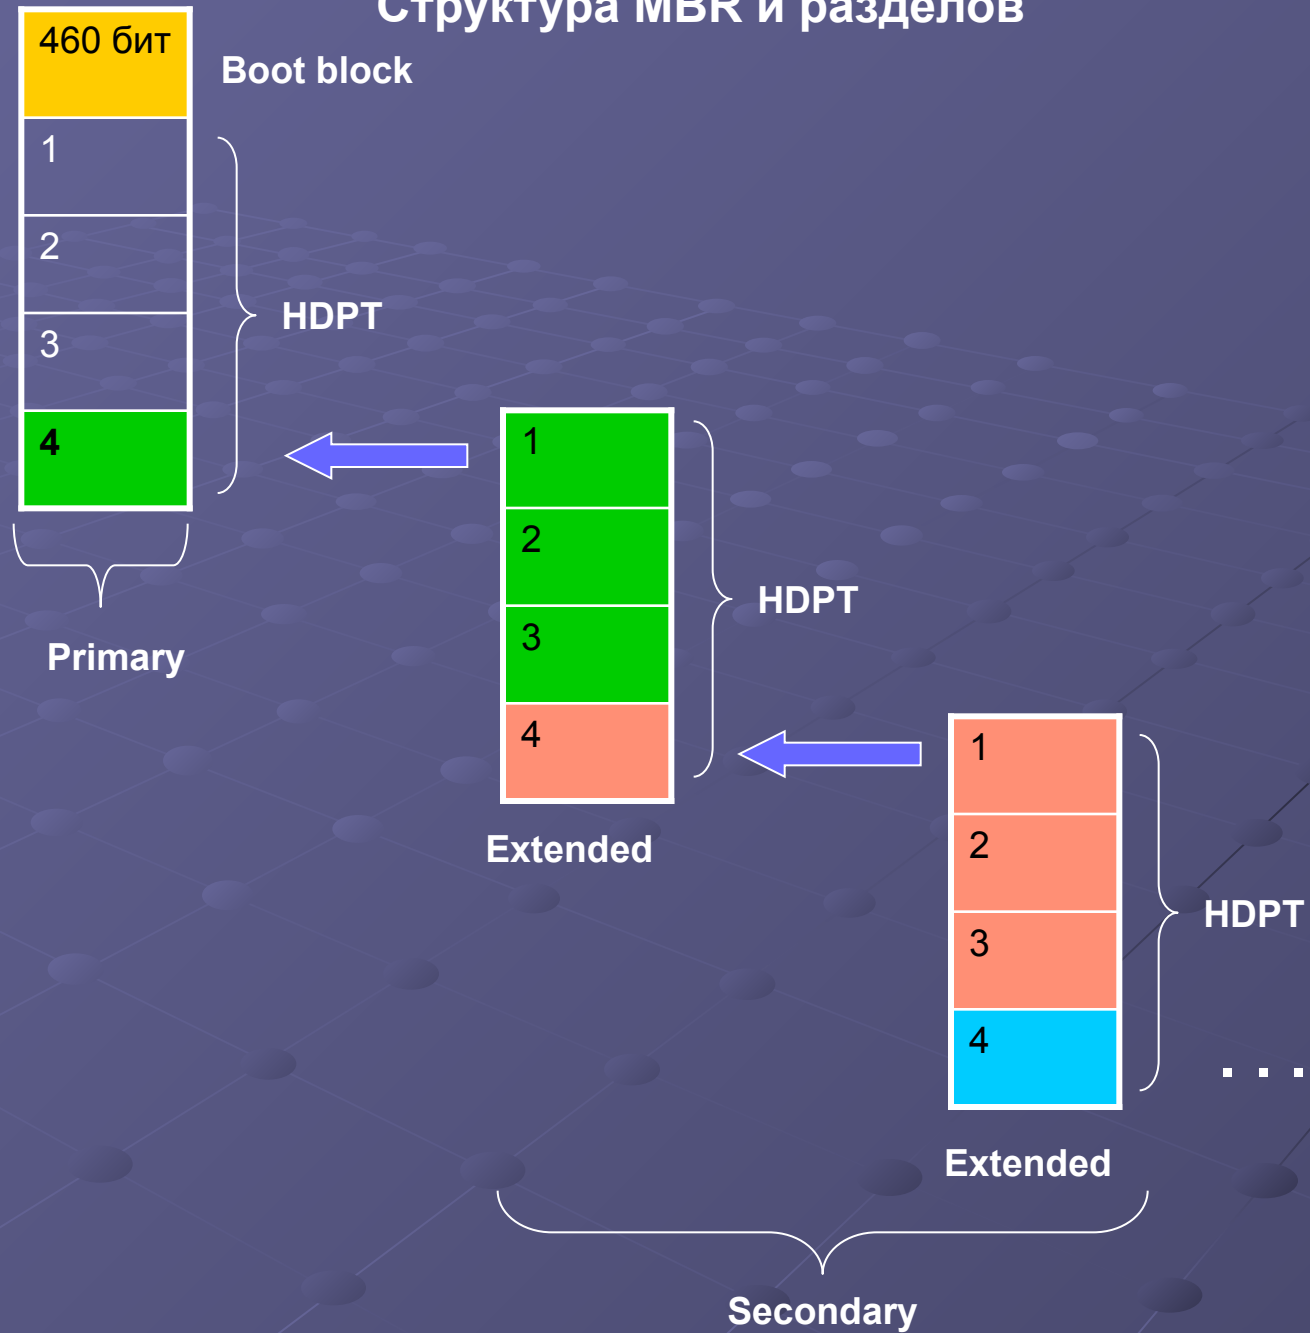 Структура MBR и разделов
460 бит
Boot block
1
2
3
4
HDPT
Primary
1
2
3
4
HDPT
Extended
1
2
3
4
HDPT
. . .
Extended
Secondary